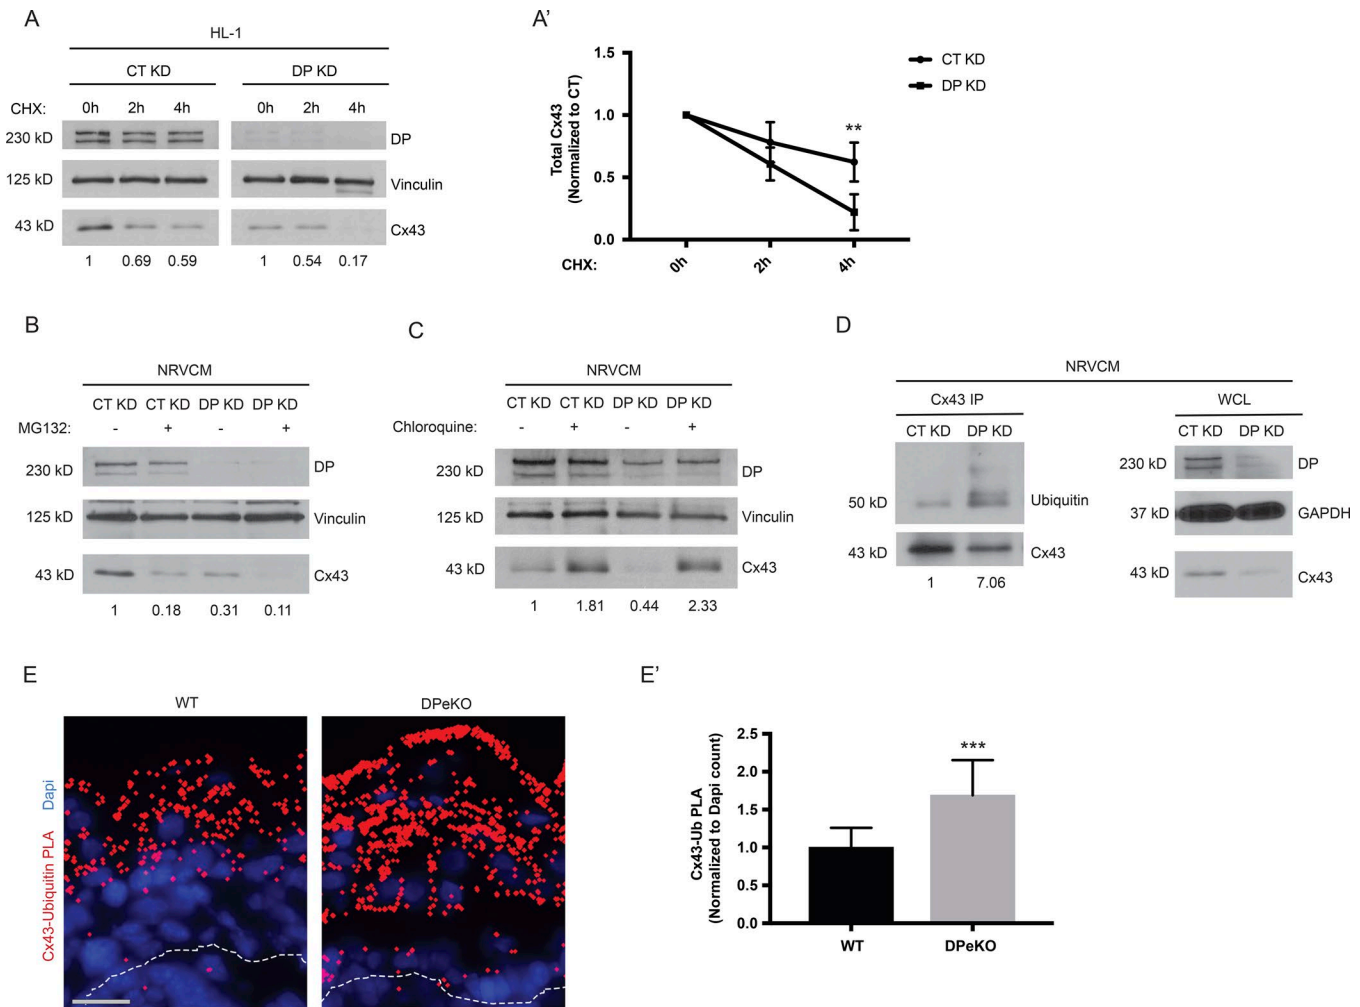 A
HL-1
CT KD DP KD
CHX: 0h 2h 4h 0h 2h 4h
230 kD DP
125 kD Vinculin
43 kD Cx43
1 0.69 0.59 1 0.54 0.17
A'
Total Cx43
(Normalized to CT)
1.5
1.0
0.5
0.0
**
CT KD
DP KD
CHX: 0h 2h 4h
B
NRVCM
CT KD CT KD DP KD DP KD
MG132: - + - +
230 kD DP
125 kD Vinculin
43 kD Cx43
1 0.18 0.31 0.11
C
NRVCM
CT KD CT KD DP KD DP KD
Chloroquine: - + - +
230 kD DP
125 kD Vinculin
43 kD Cx43
1 1.81 0.44 2.33
D
NRVCM
Cx43 IP WCL
CT KD DP KD
50 kD Ubiquitin
43 kD Cx43
1 7.06
CT KD DP KD
230 kD DP
37 kD GAPDH
43 kD Cx43
E
WT DPeKO
Cx43-Ubiquitin PLA Dapi
E'
Cx43-Ub PLA
(Normalized to Dapi count)
2.5
2.0
1.5
1.0
0.5
0.0
***
WT DPeKO